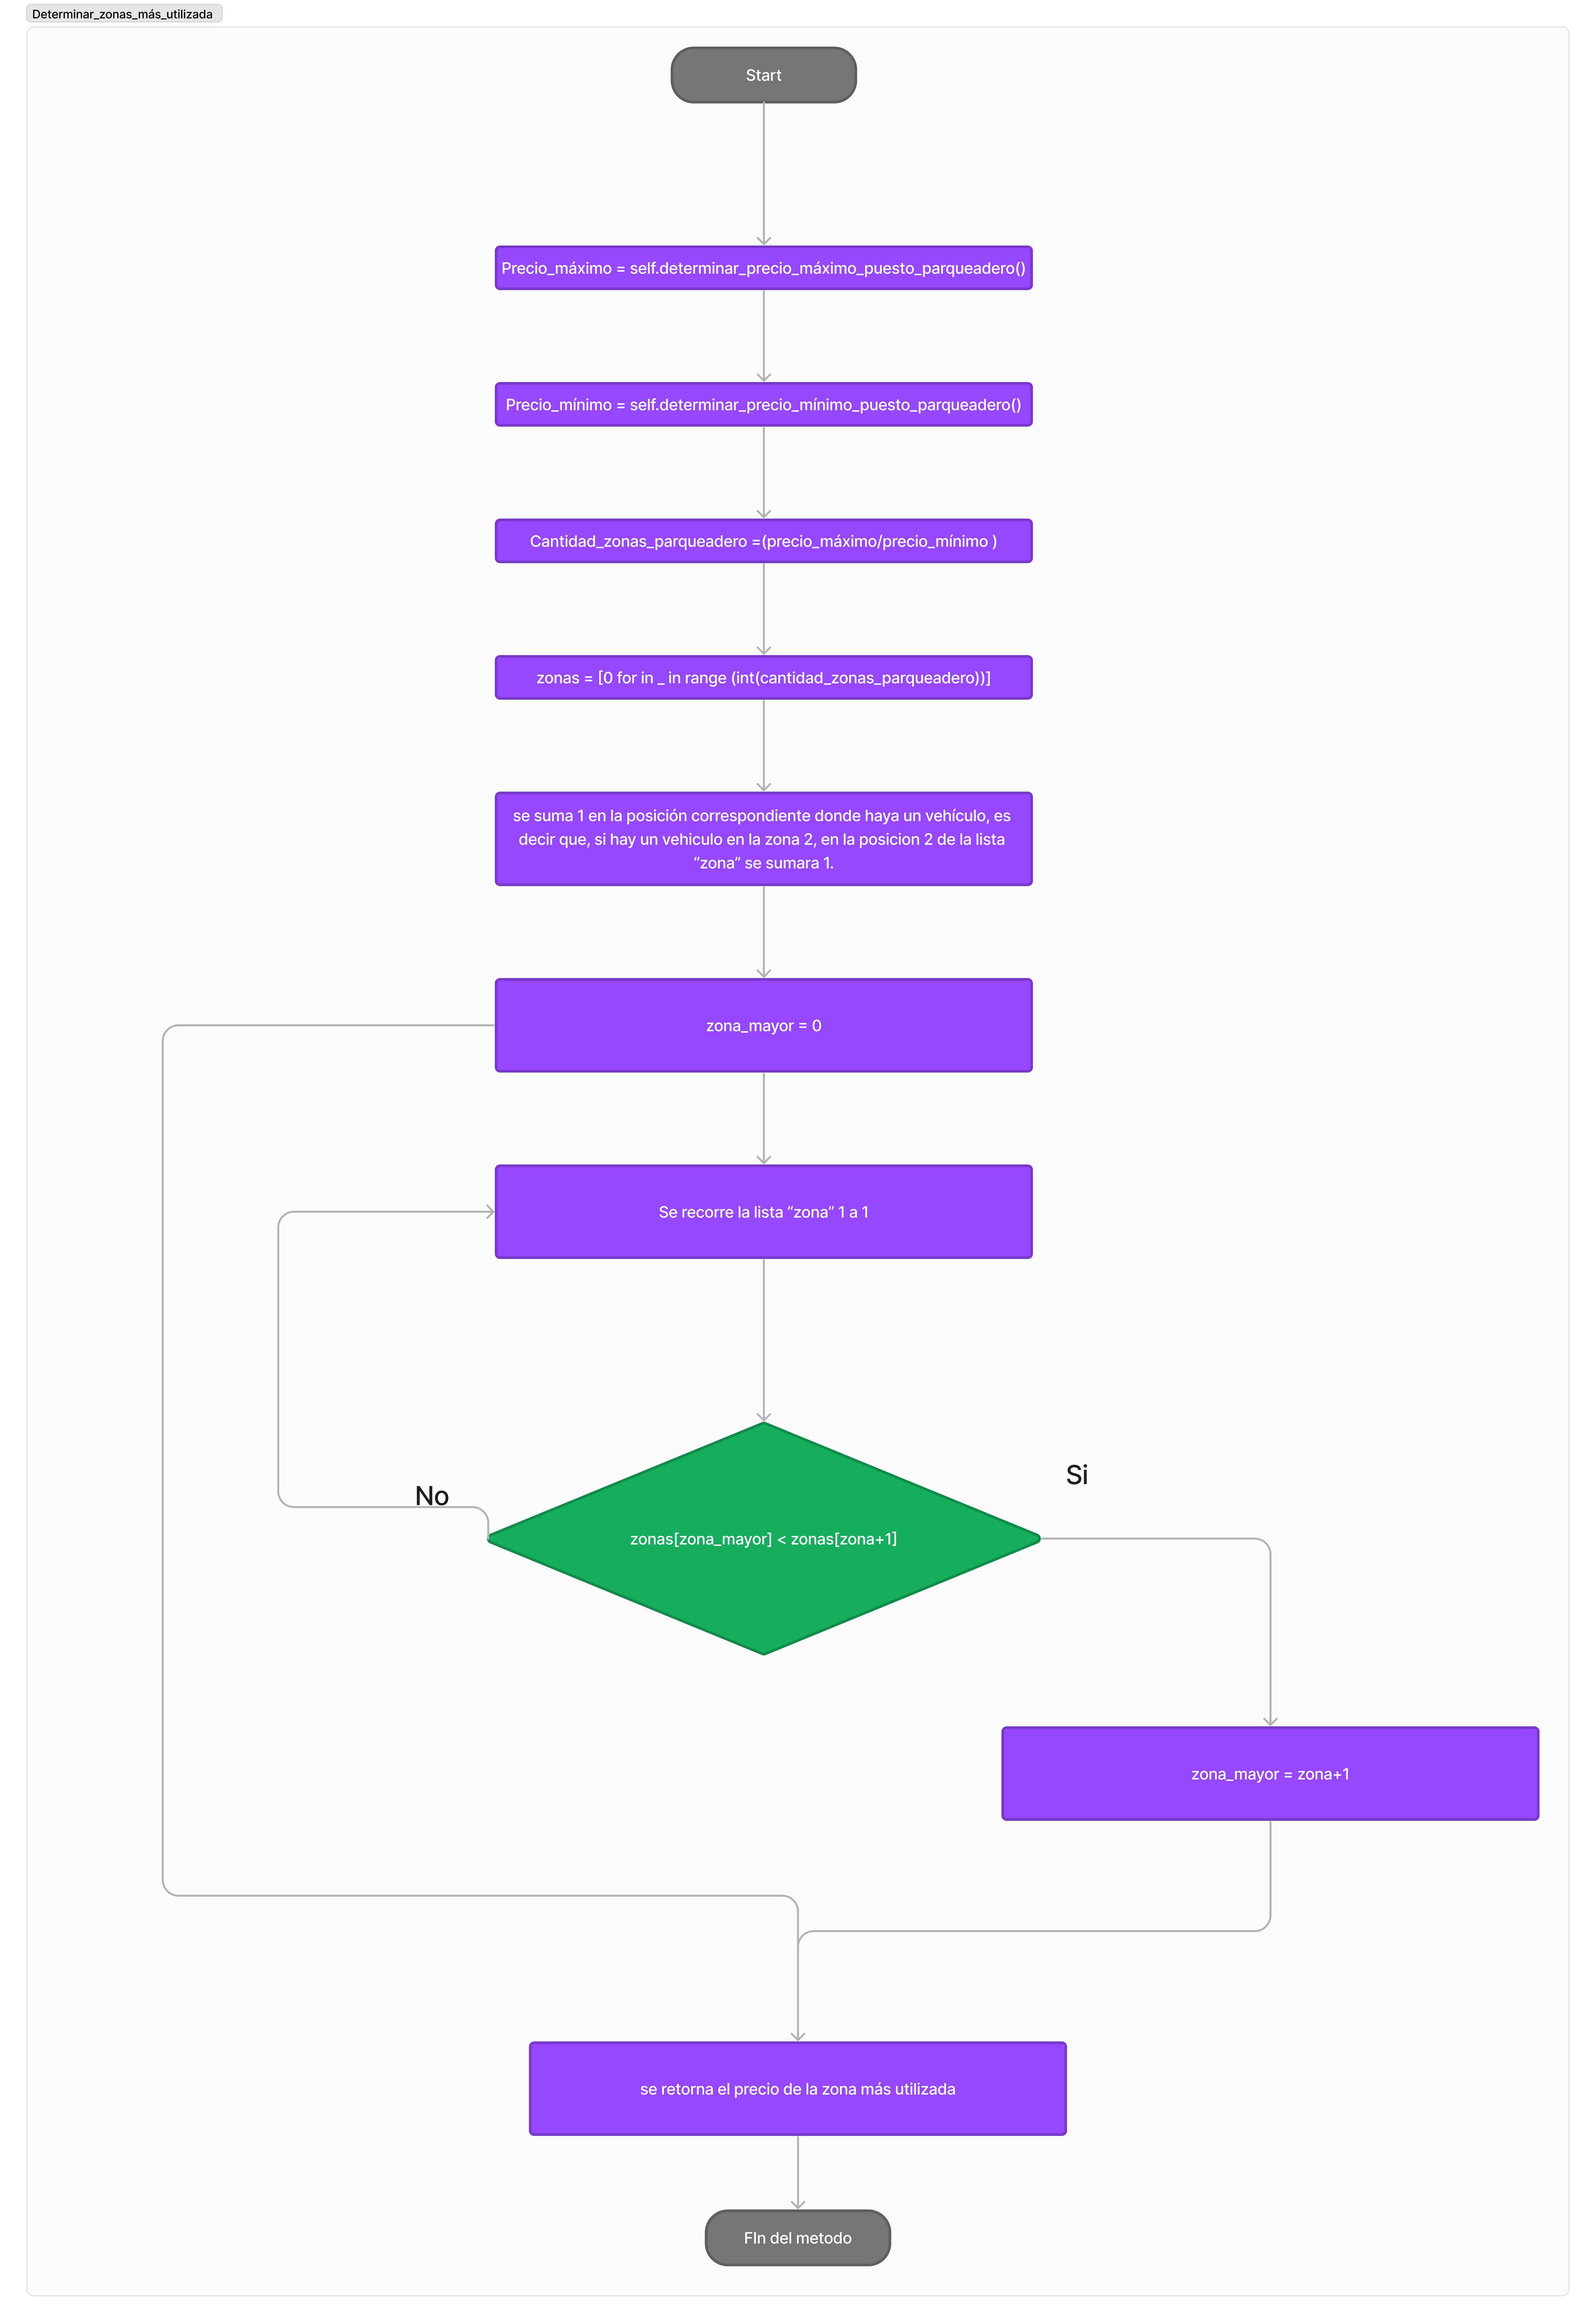 Determinar_zonas_más_utilizada
Start
Precio_máximo = self.determinar_precio_máximo_puesto_parqueadero()
Precio_mínimo = self.determinar_precio_mínimo_puesto_parqueadero()
Cantidad_zonas_parqueadero =(precio_máximo/precio_mínimo )
zonas = [0 for in _ in range (int(cantidad_zonas_parqueadero))]
se suma 1 en la posición correspondiente donde haya un vehículo, es
decir que, si hay un vehiculo en la zona 2, en la posicion 2 de la lista
“zona” se sumara 1.
zona_mayor = 0
Se recorre la lista “zona” 1 a 1
Si
No
zonas[zona_mayor] < zonas[zona+1]
zona_mayor = zona+1
se retorna el precio de la zona más utilizada
FIn del metodo